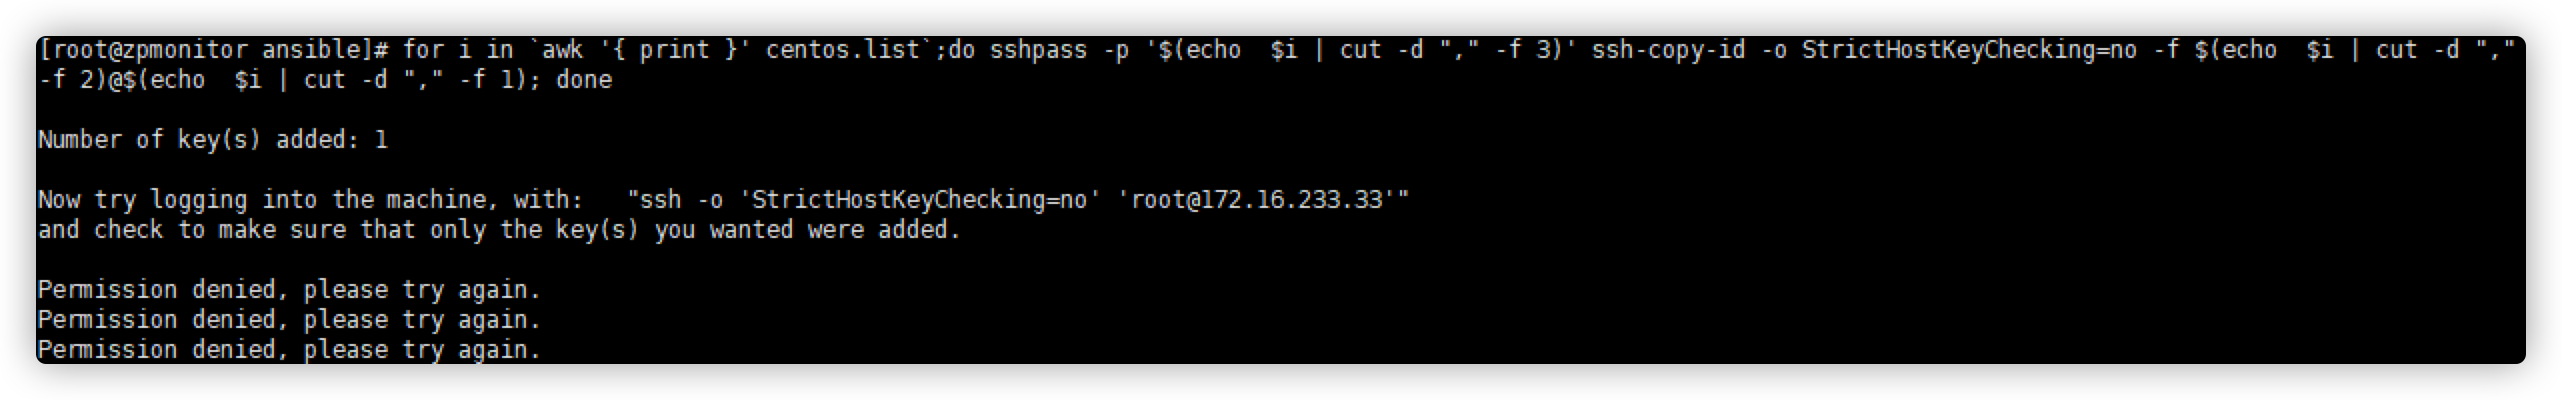 [root@zpmonitor ansible]# for i in `awk '{ print }' centos.list`;do sshpass -p '$(echo  $i | cut -d "," -f 3)' ssh-copy-id -o StrictHostKeyChecking=no -f $(echo  $i | cut -d ","
-f 2)@$(echo  $i | cut -d "," -f 1); done
Number of key(s) added: 1
Now try logging into the machine, with:   "ssh -o 'StrictHostKeyChecking=no' 'root@172.16.233.33'"
and check to make sure that only the key(s) you wanted were added.
Permission denied, please try again.
Permission denied, please try again.
Permission denied, please try again.